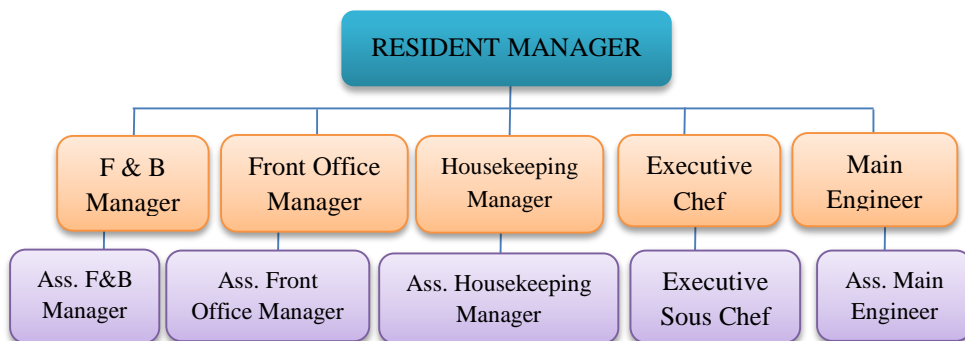 RESIDENT MANAGER
F & B
Manager
Front Office
Manager
Housekeeping
Manager
Executive
Chef
Main
Engineer
Ass. F&B
Manager
Ass. Front
Office Manager
Ass. Housekeeping
Manager
Executive
Sous Chef
Ass. Main
Engineer